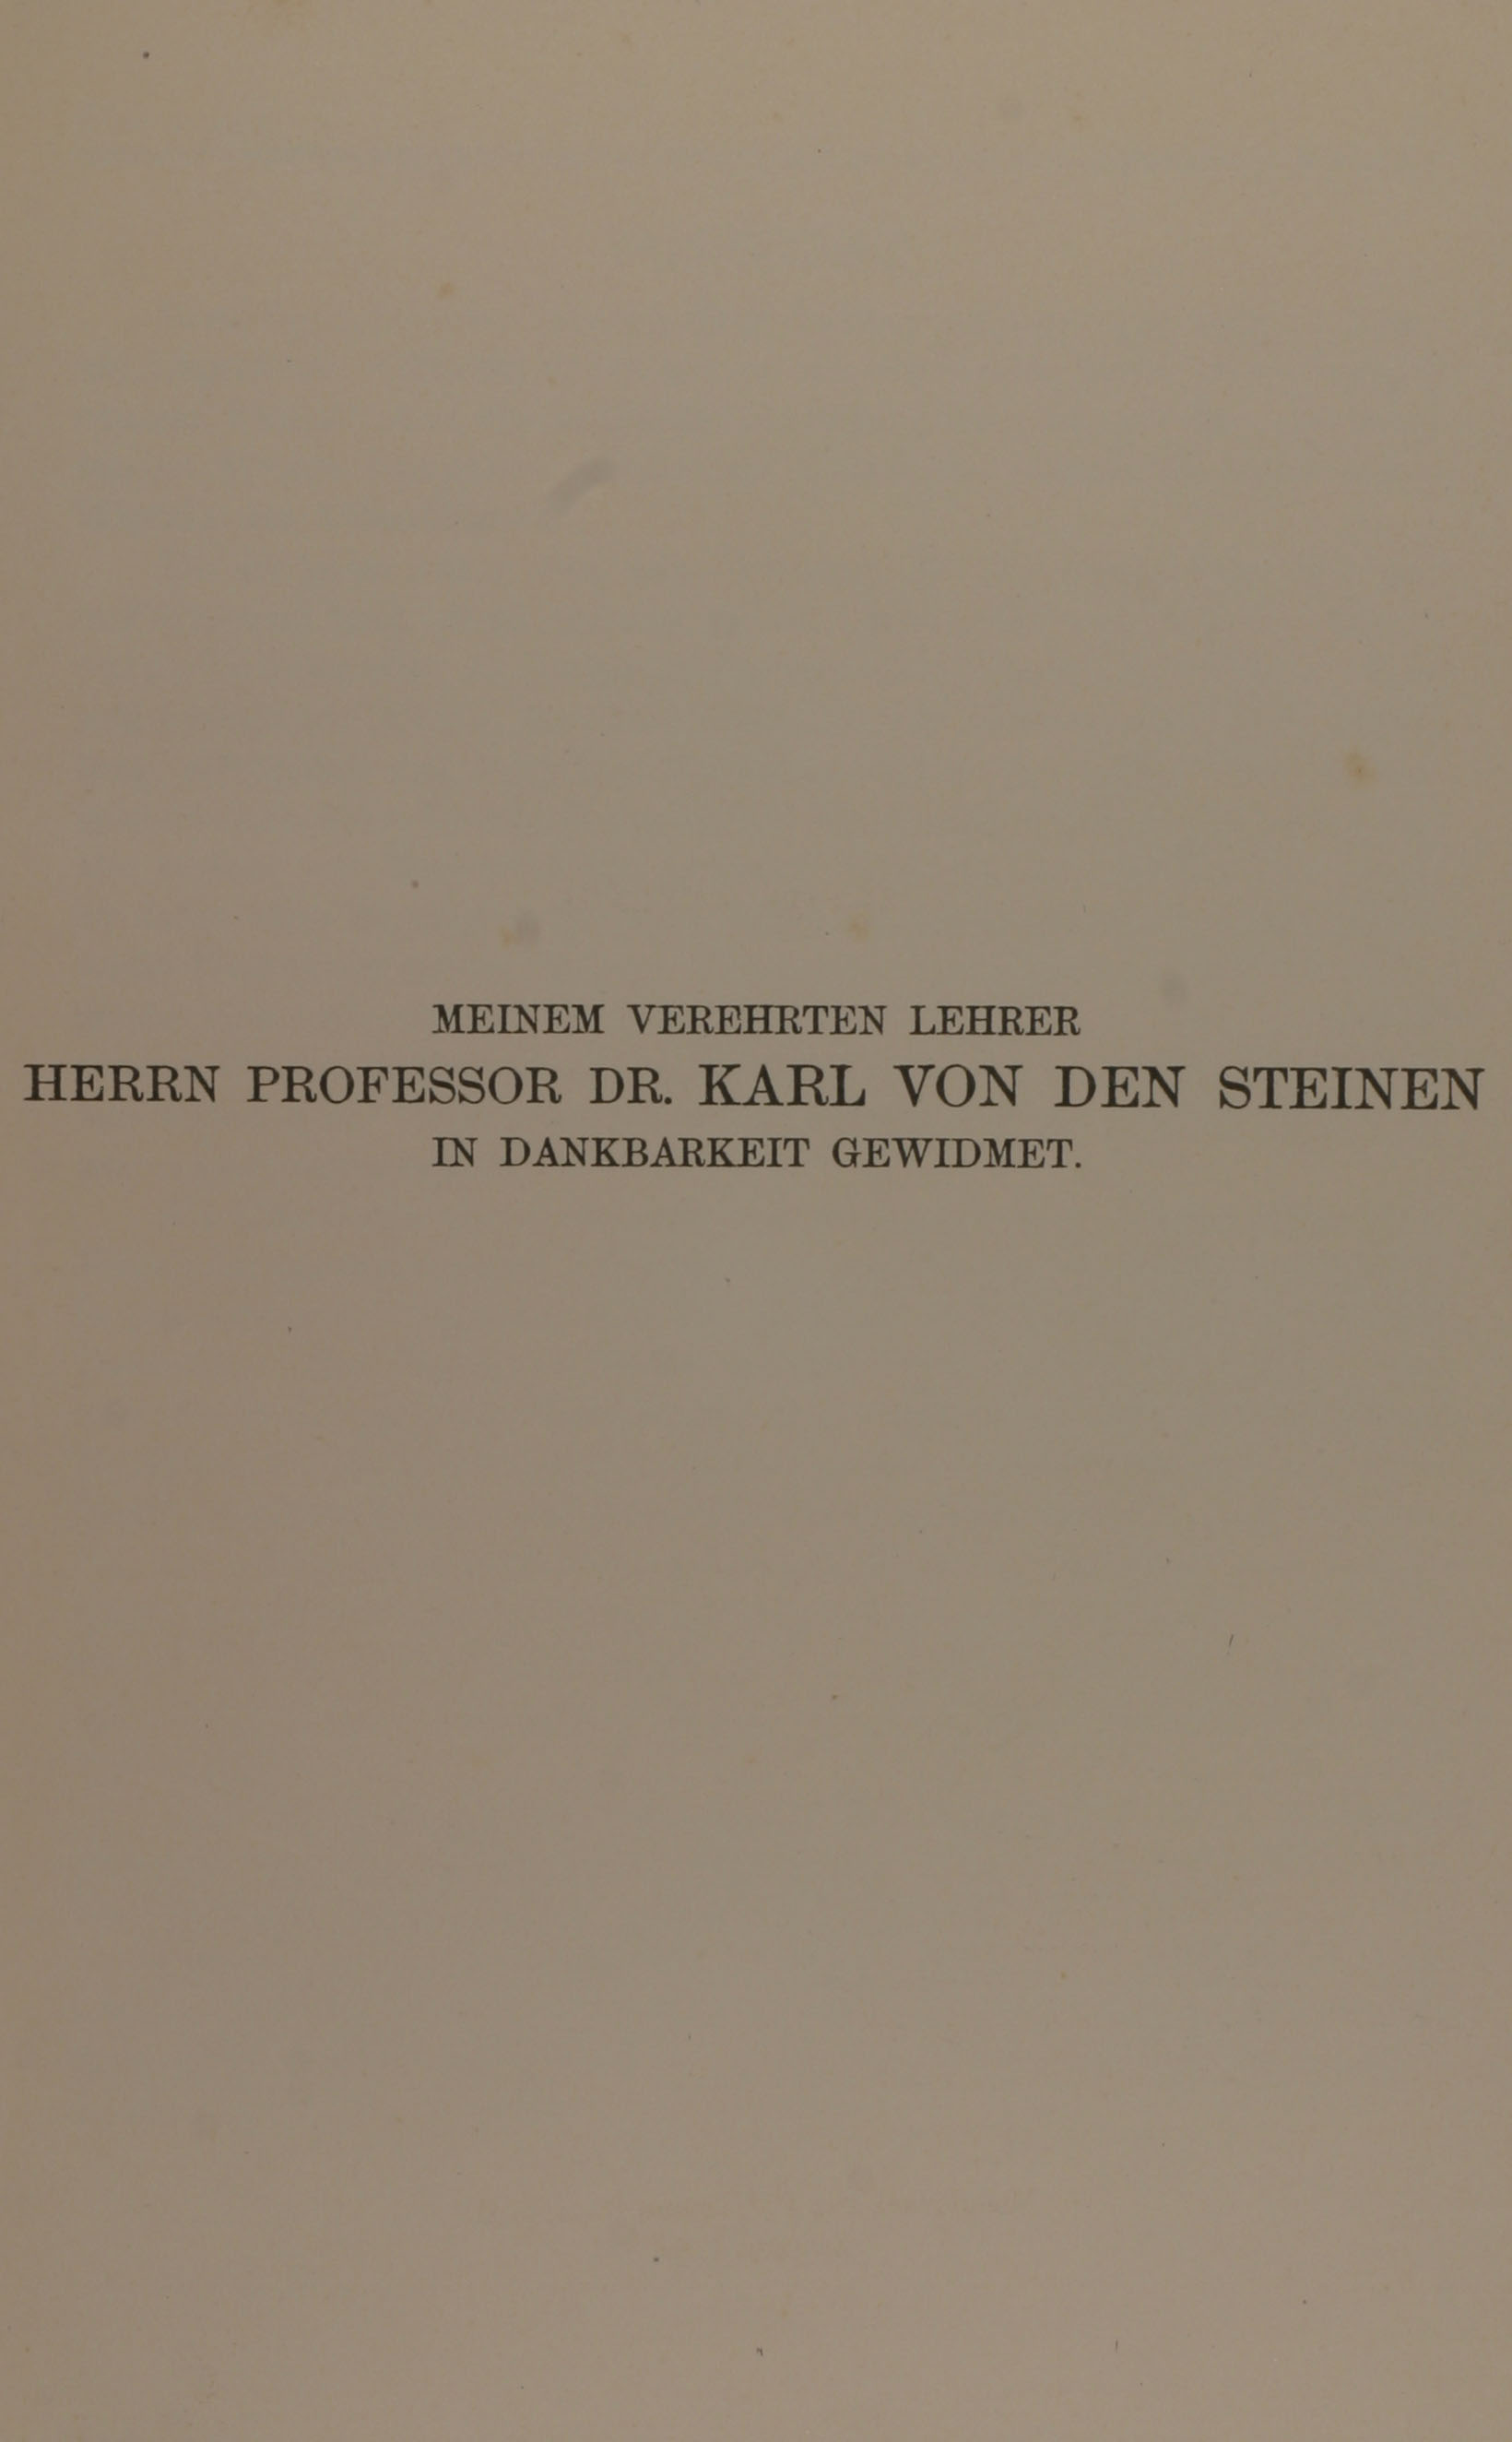 MEINEM VEREHRTEN LEHRER
HERRN PROFESSOR DR. KARL VON DEN STEINEN
IN DANKBARKEIT GEWIDMET.